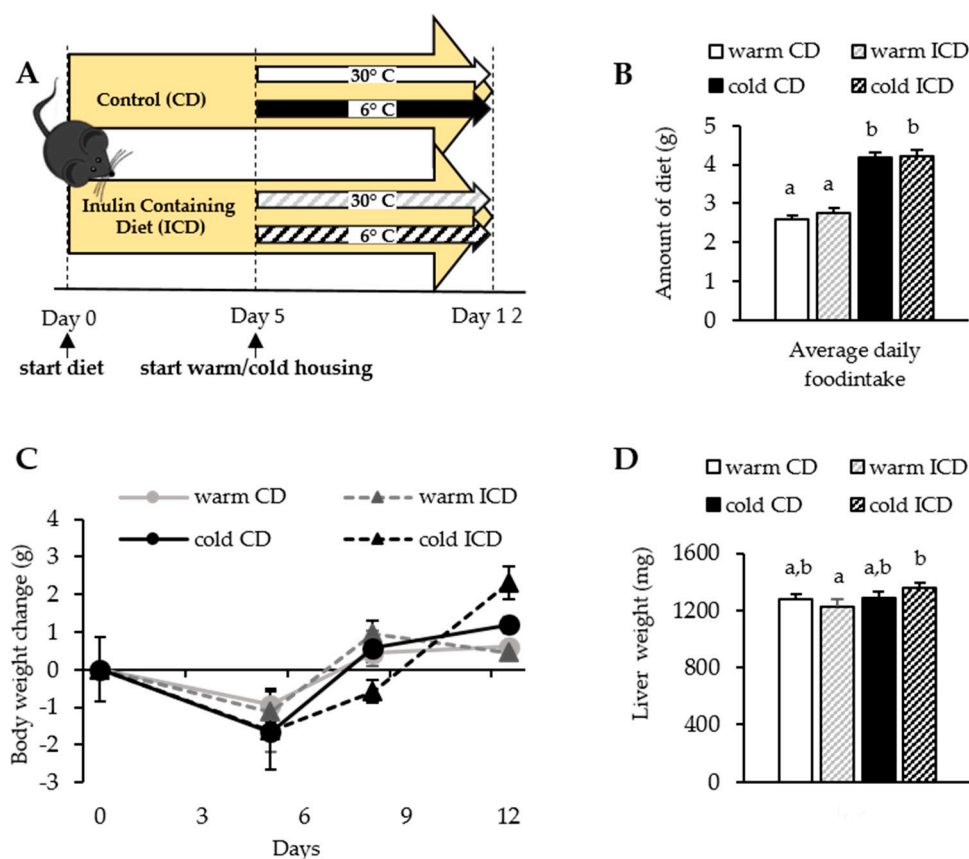 A
Control (CD)
30° C
6° C
Inulin Containing
Diet (ICD)
30° C
6° C
Day 0
Day 5
Day 1 2
start diet
start warm/cold housing
B
warm CD
warm ICD
cold CD
cold ICD
Amount of diet (g)
5
4
3
2
1
0
a
a
b
b
Average daily
foodintake
C
warm CD
warm ICD
cold CD
cold ICD
Body weight change (g)
4
3
2
1
0
-1
-2
-3
0
3
6
9
12
Days
D
warm CD
warm ICD
cold CD
cold ICD
Liver weight (mg)
1600
1200
800
400
0
a,b
a
a,b
b